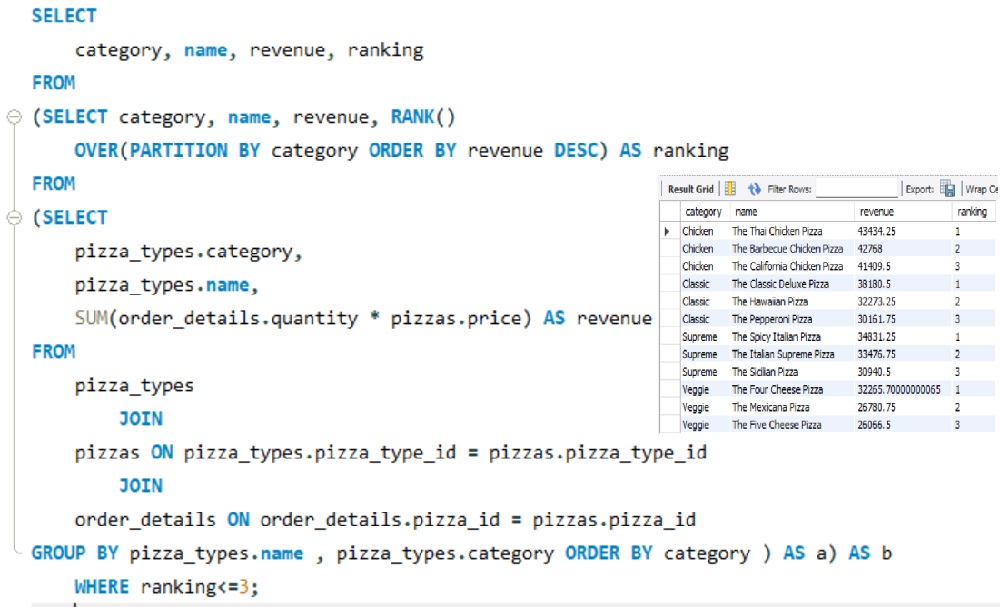 SELECT
category, name, revenue, ranking
FROM
(SELECT category, name, revenue, RANK()
OVER(PARTITION BY category ORDER BY revenue DESC) AS ranking
FROM
(SELECT
pizza_types.category,
pizza_types.name,
SUM(order_details.quantity * pizzas.price) AS revenue
FROM
pizza_types
JOIN
pizzas ON pizza_types.pizza_type_id = pizzas.pizza_type_id
JOIN
order_details ON order_details.pizza_id = pizzas.pizza_id
GROUP BY pizza_types.name , pizza_types.category ORDER BY category ) AS a) AS b
WHERE ranking<=3;
Result Grid Filter Rows: Export: Wrap Ce
category name revenue ranking
Chicken The Thai Chicken Pizza 43434.25 1
Chicken The Barbecue Chicken Pizza 42768 2
Chicken The California Chicken Pizza 41409.5 3
Classic The Classic Deluxe Pizza 38180.5 1
Classic The Hawaiian Pizza 32273.25 2
Classic The Pepperoni Pizza 30161.75 3
Supreme The Spicy Italian Pizza 34831.25 1
Supreme The Italian Supreme Pizza 33476.75 2
Supreme The Sicilian Pizza 30940.5 3
Veggie The Four Cheese Pizza 32265.70000000065 1
Veggie The Mexicana Pizza 26780.75 2
Veggie The Five Cheese Pizza 26066.5 3